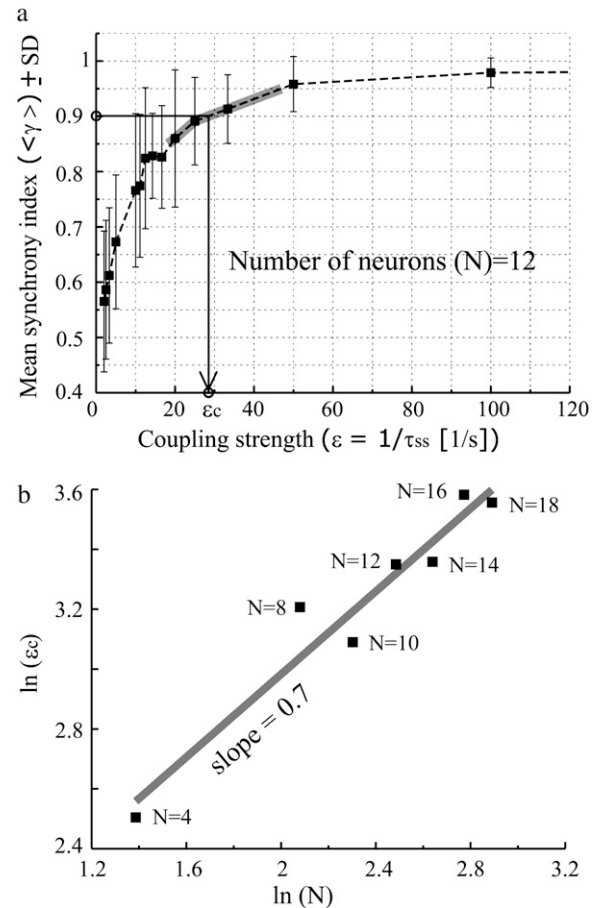 a
Mean synchrony index (<γ>) ± SD
1
0.9
0.8
0.7
0.6
0.5
0.4
Number of neurons (N)=12
0 20 εc 40 60 80 100 120
Coupling strength (ε = 1/τss [1/s])
b
ln (εc)
3.6
3.2
2.8
2.4
N=16
N=18
N=12
N=14
N=8
N=10
slope = 0.7
N=4
1.2 1.6 2 2.4 2.8 3.2
ln (N)